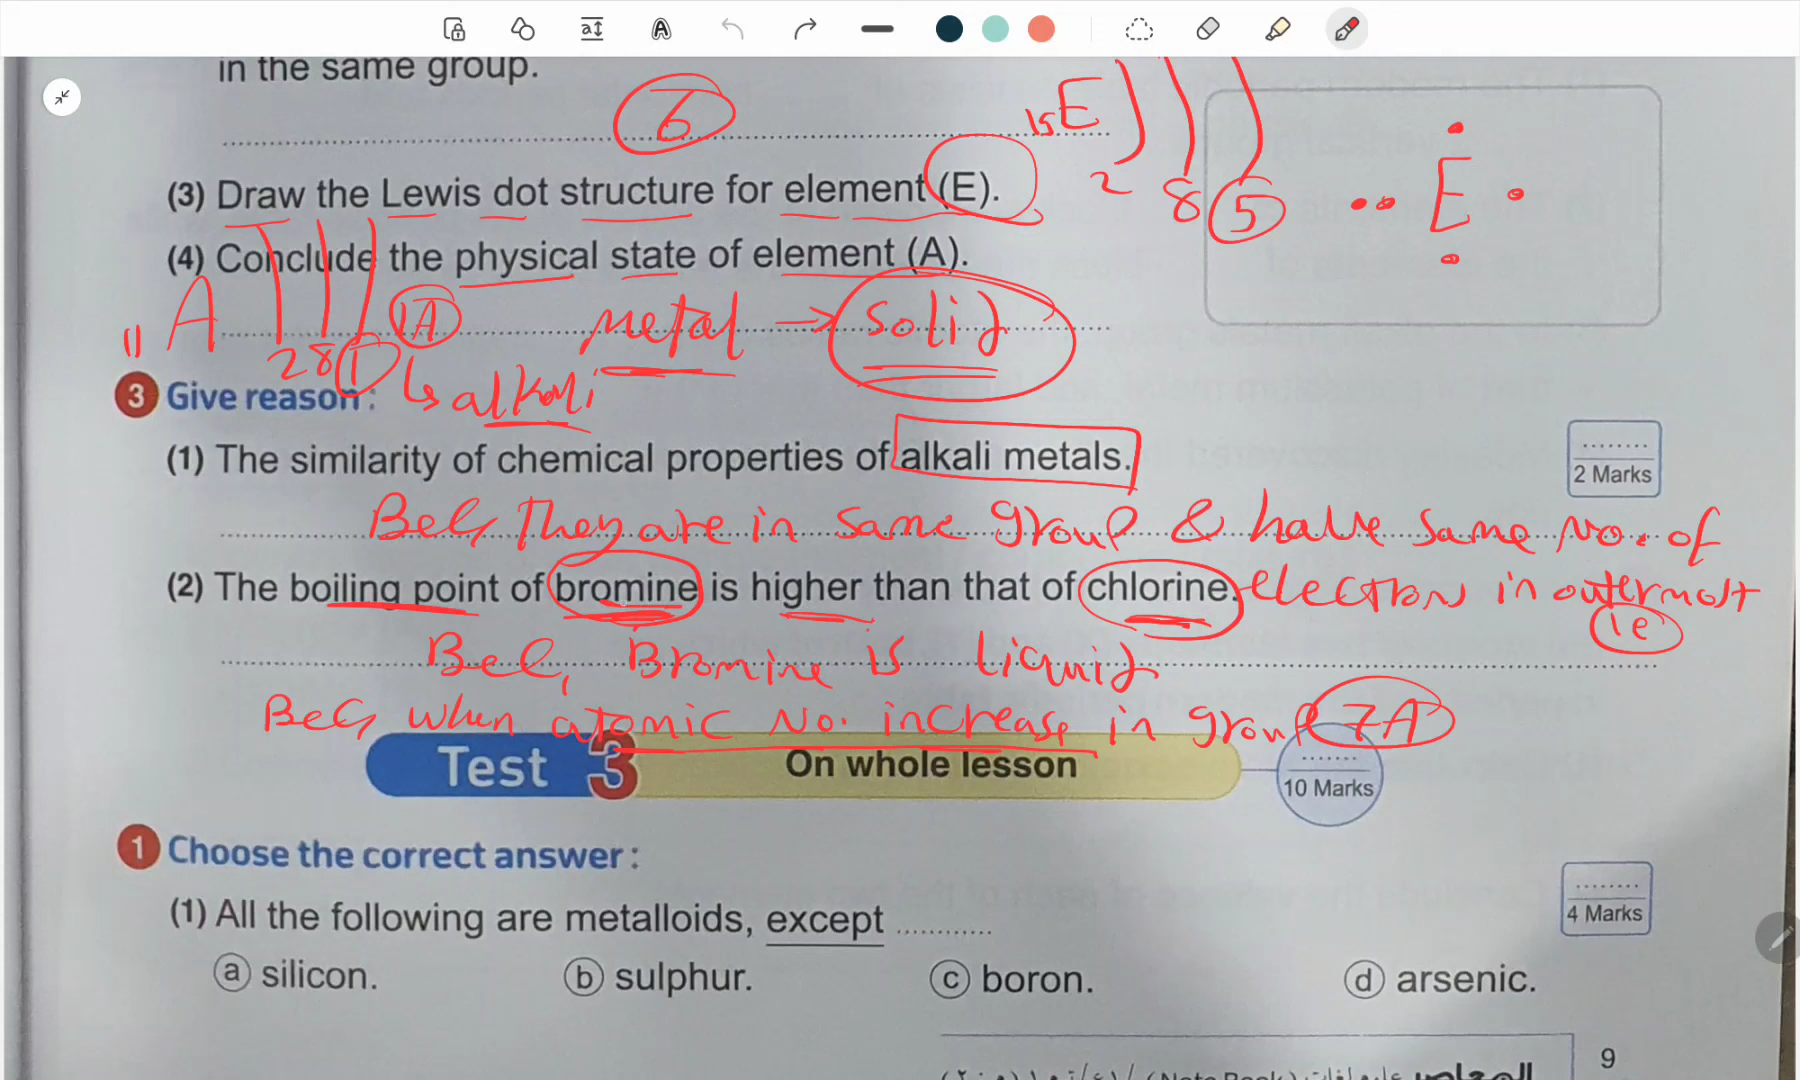 in the same group.
6
15E 2 8 5
E
(3) Draw the Lewis dot structure for element (E).
(4) Conclude the physical state of element (A).
11 A 2 8 1 1A metal → solid
3 Give reason:
alkali
(1) The similarity of chemical properties of alkali metals.
........
2 Marks
They are in same group & have same No. of
(2) The boiling point of bromine is higher than that of chlorine.
electrons in outermost
1e
Bromine is liquid
when atomic No. increase in group 7A
Test 3 On whole lesson
.......
10 Marks
1 Choose the correct answer:
(1) All the following are metalloids, except ............
........
4 Marks
a silicon. b sulphur. c boron. d arsenic.
9